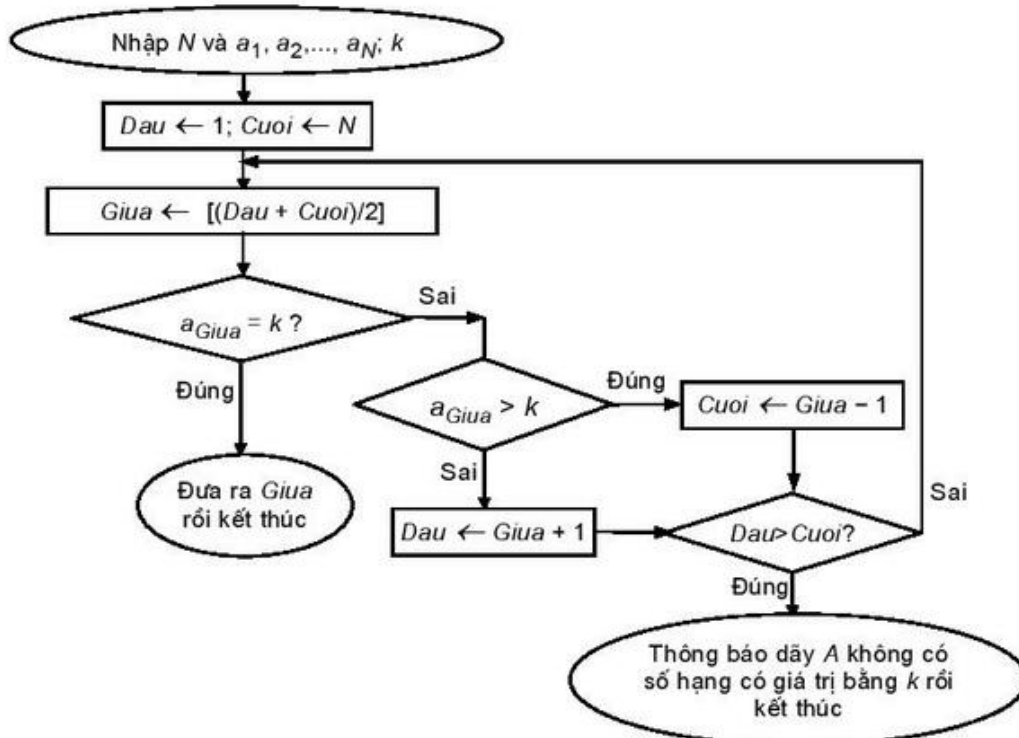 Nhập N và a1, a2,..., aN; k
Dau ← 1; Cuoi ← N
Giua ← [(Dau + Cuoi)/2]
aGiua = k ?
Sai
Đúng
Đưa ra Giua
rồi kết thúc
aGiua > k
Đúng
Cuoi ← Giua − 1
Sai
Dau ← Giua + 1
Dau> Cuoi?
Sai
Đúng
Thông báo dãy A không có
số hạng có giá trị bằng k rồi
kết thúc